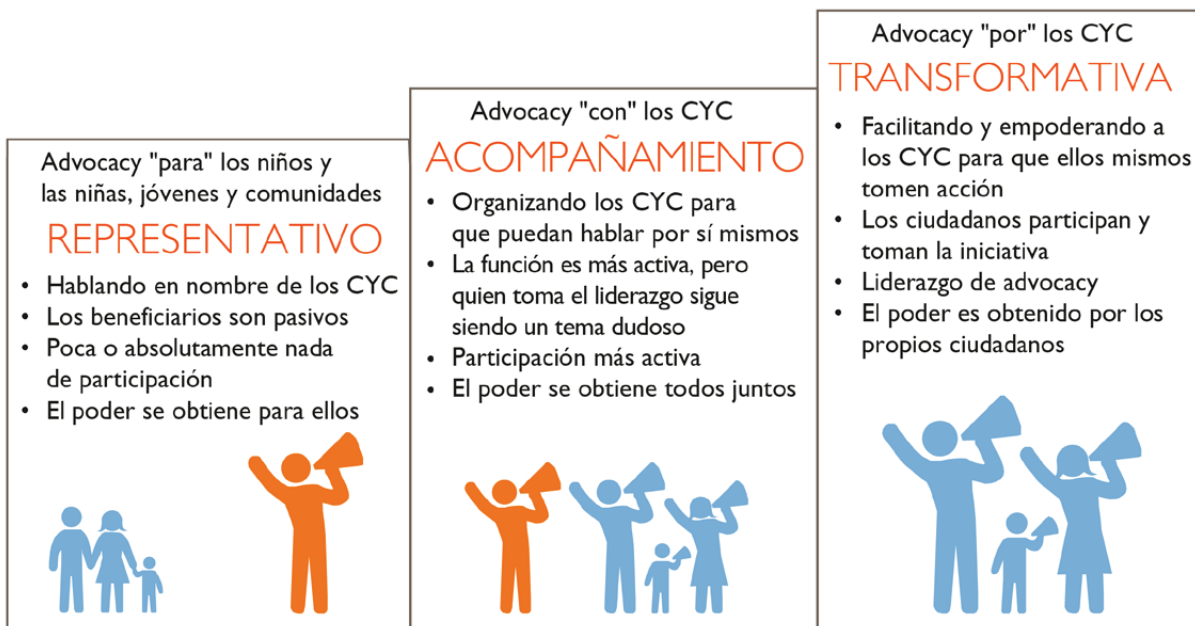 Advocacy "para" los niños y
las niñas, jóvenes y comunidades
REPRESENTATIVO
• Hablando en nombre de los CYC
• Los beneficiarios son pasivos
• Poca o absolutamente nada
de participación
• El poder se obtiene para ellos
Advocacy "con" los CYC
ACOMPAÑAMIENTO
• Organizando los CYC para
que puedan hablar por sí mismos
• La función es más activa, pero
quien toma el liderazgo sigue
siendo un tema dudoso
• Participación más activa
• El poder se obtiene todos juntos
Advocacy "por" los CYC
TRANSFORMATIVA
• Facilitando y empoderando a
los CYC para que ellos mismos
tomen acción
• Los ciudadanos participan y
toman la iniciativa
• Liderazgo de advocacy
• El poder es obtenido por los
propios ciudadanos